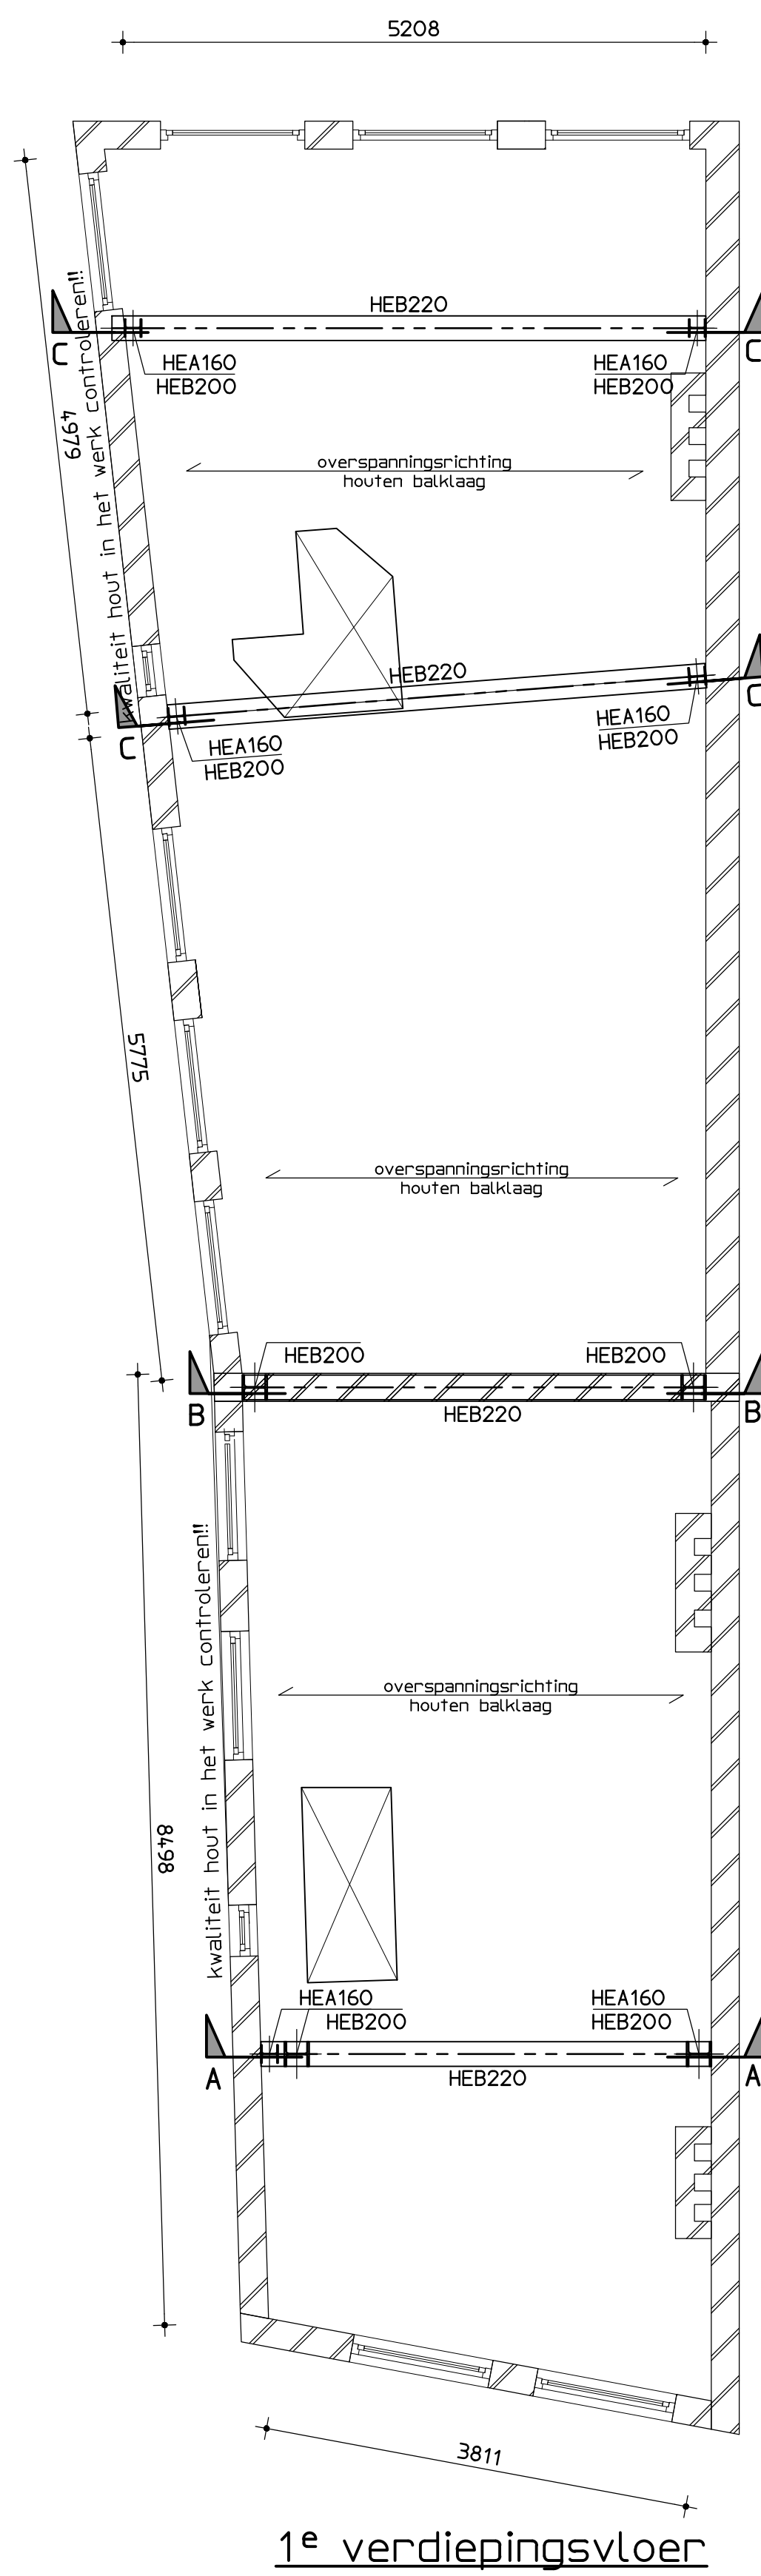 5208
HEB220
C
C
HEA160
HEB200
HEA160
HEB200
4979
kwaliteit hout in het werk controleren!!
overspanningsrichting
houten balklaag
HEB220
C
C
HEA160
HEB200
HEA160
HEB200
5775
overspanningsrichting
houten balklaag
HEB200
HEB200
B
B
HEB220
kwaliteit hout in het werk controleren!!
overspanningsrichting
houten balklaag
8498
HEA160
HEB200
HEA160
HEB200
A
A
HEB220
3811
1e verdiepingsvloer